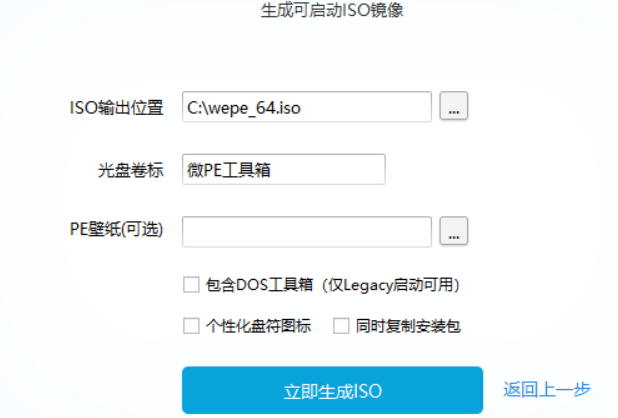 生成可启动ISO镜像
ISO输出位置 C:\wepe_64.iso ...
光盘卷标 微PE工具箱
PE壁纸(可选) ...
包含DOS工具箱（仅Legacy启动可用）
个性化盘符图标 同时复制安装包
立即生成ISO 返回上一步